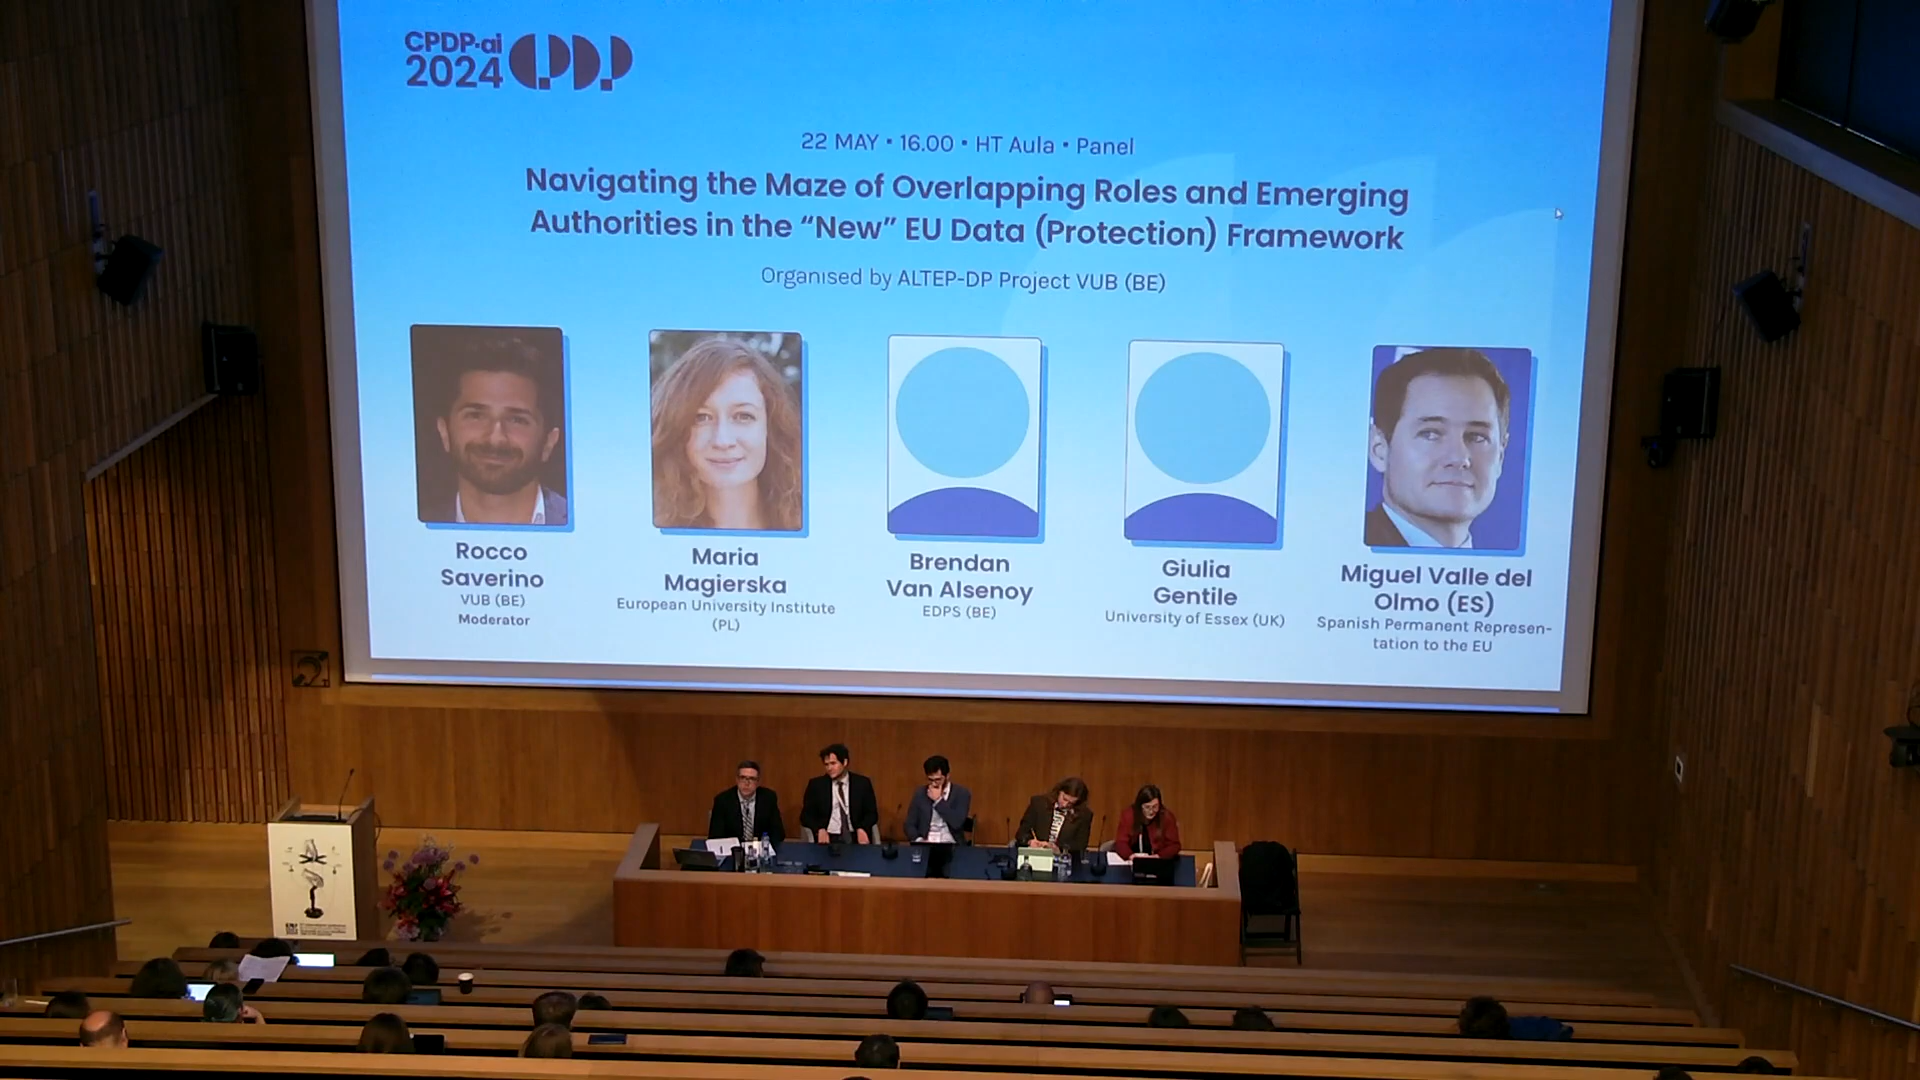 CPDP.ai
2024
22 MAY • 16.00 • HT Aula • Panel
Navigating the Maze of Overlapping Roles and Emerging
Authorities in the “New” EU Data (Protection) Framework
Organised by ALTEP-DP Project VUB (BE)
Rocco
Saverino
VUB (BE)
Moderator
Maria
Magierska
European University Institute
(PL)
Brendan
Van Alsenoy
EDPS (BE)
Giulia
Gentile
University of Essex (UK)
Miguel Valle del
Olmo (ES)
Spanish Permanent Represen-
tation to the EU